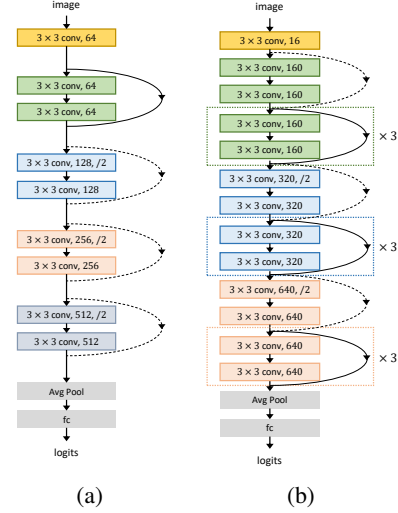 image
3 × 3 conv, 64
3 × 3 conv, 64
3 × 3 conv, 64
3 × 3 conv, 128, /2
3 × 3 conv, 128
3 × 3 conv, 256, /2
3 × 3 conv, 256
3 × 3 conv, 512, /2
3 × 3 conv, 512
Avg Pool
fc
logits
(a)
image
3 × 3 conv, 16
3 × 3 conv, 160
3 × 3 conv, 160
3 × 3 conv, 160
3 × 3 conv, 160
× 3
3 × 3 conv, 320, /2
3 × 3 conv, 320
3 × 3 conv, 320
3 × 3 conv, 320
× 3
3 × 3 conv, 640, /2
3 × 3 conv, 640
3 × 3 conv, 640
3 × 3 conv, 640
× 3
Avg Pool
fc
logits
(b)